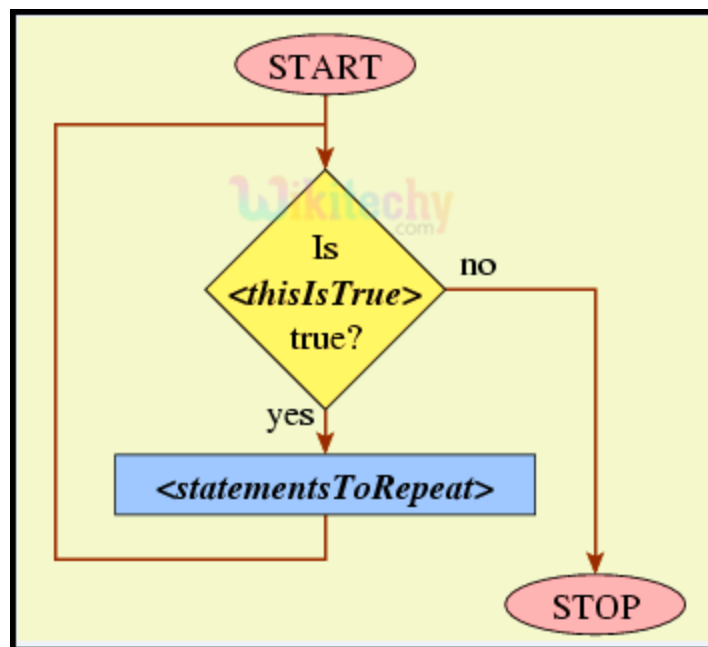 START
Wikitechy
.com
Is
<thisIsTrue>
true?
no
yes
<statementsToRepeat>
STOP